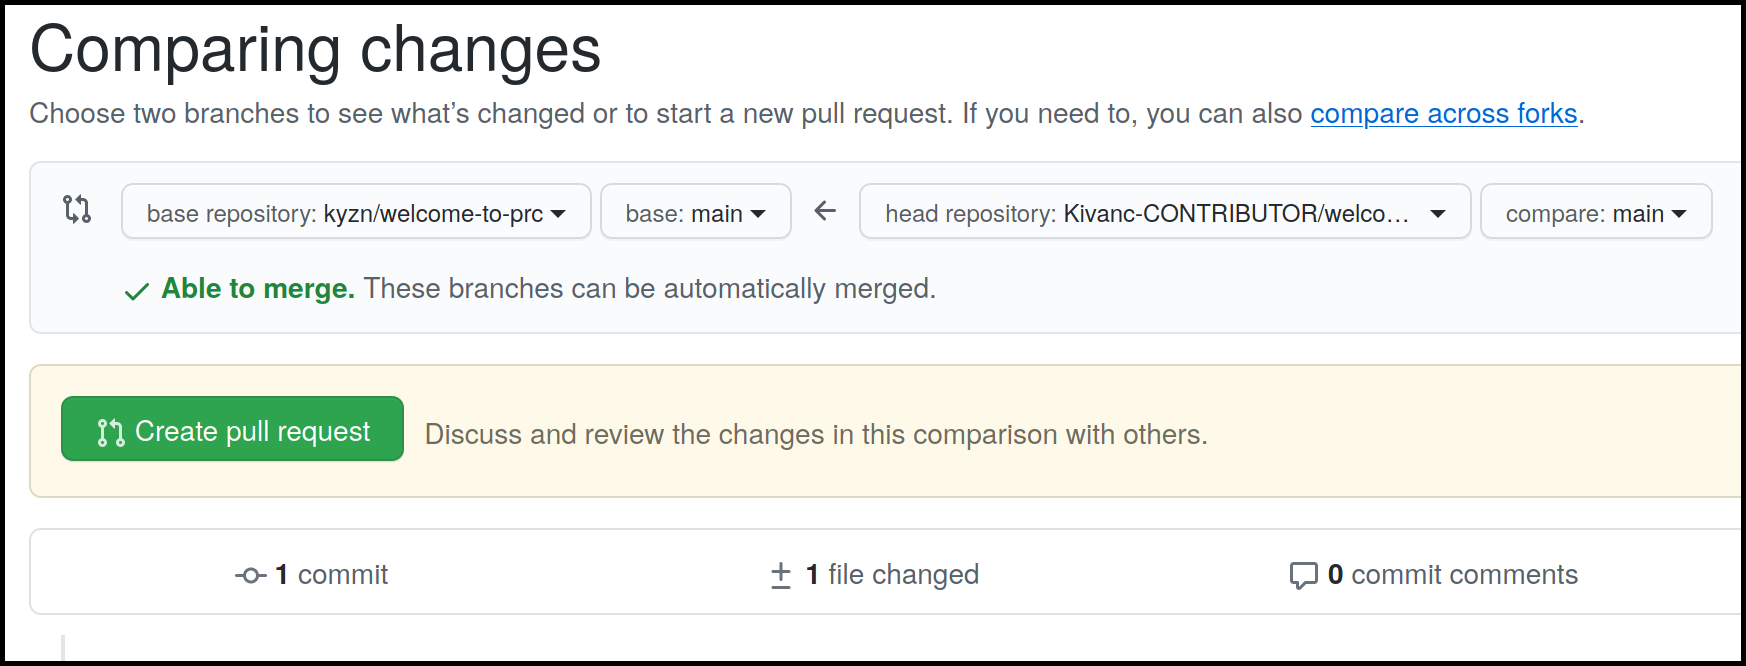 Comparing changes
Choose two branches to see what’s changed or to start a new pull request. If you need to, you can also compare across forks.
base repository: kyzn/welcome-to-prc base: main head repository: Kivanc-CONTRIBUTOR/welco… compare: main
Able to merge. These branches can be automatically merged.
Create pull request Discuss and review the changes in this comparison with others.
1 commit 1 file changed 0 commit comments